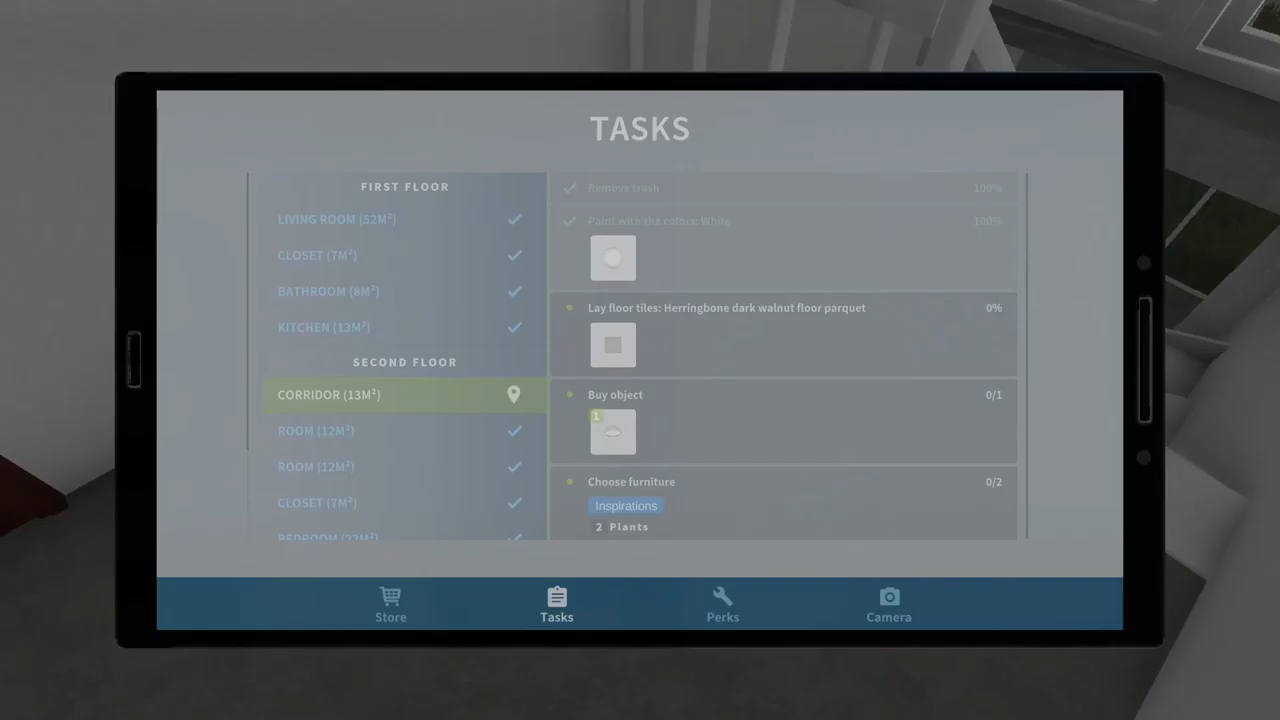 TASKS
FIRST FLOOR
LIVING ROOM (52M²)
CLOSET (7M²)
BATHROOM (8M²)
KITCHEN (13M²)
SECOND FLOOR
CORRIDOR (13M²)
ROOM (12M²)
ROOM (12M²)
CLOSET (7M²)
BEDROOM (22M²)
Remove trash 100%
Paint with the colors: White 100%
Lay floor tiles: Herringbone dark walnut floor parquet 0%
Buy object 0/1
1
Choose furniture 0/2
Inspirations
2 Plants
Store
Tasks
Perks
Camera